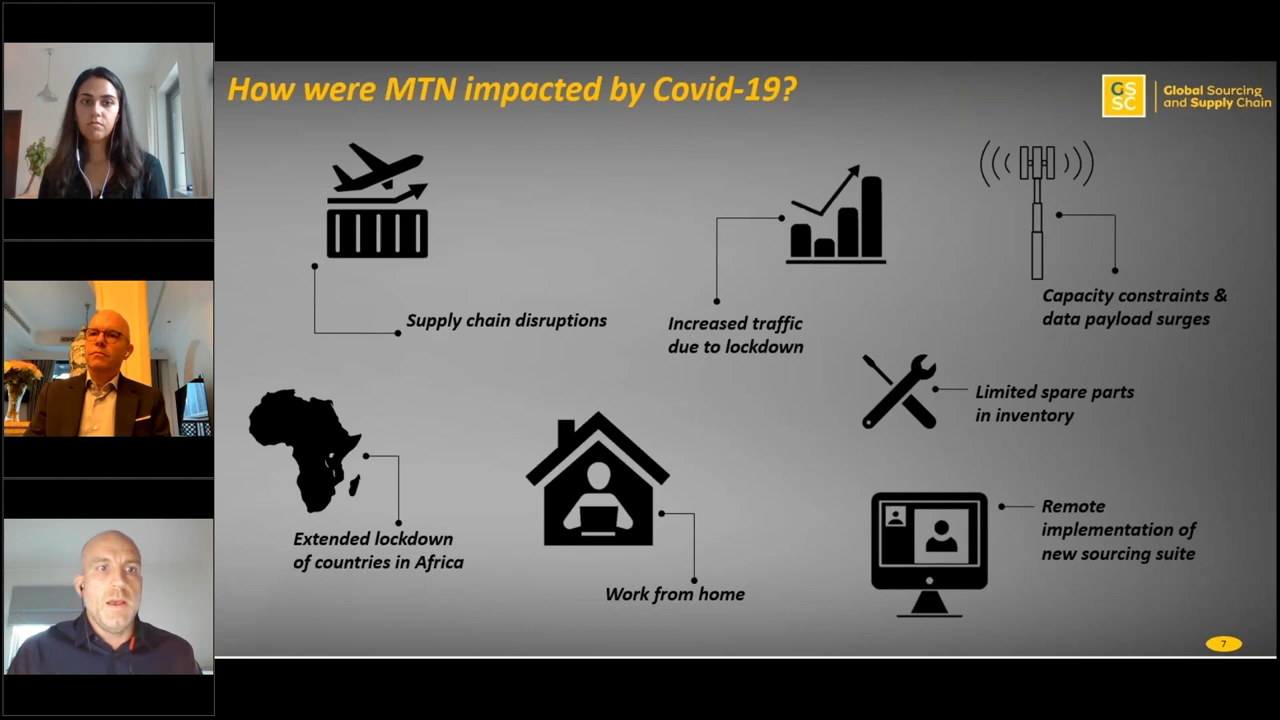 How were MTN impacted by Covid-19?
GS
SC
Global Sourcing
and Supply Chain
Supply chain disruptions
Increased traffic
due to lockdown
Capacity constraints &
data payload surges
Limited spare parts
in inventory
Extended lockdown
of countries in Africa
Work from home
Remote
implementation of
new sourcing suite
7